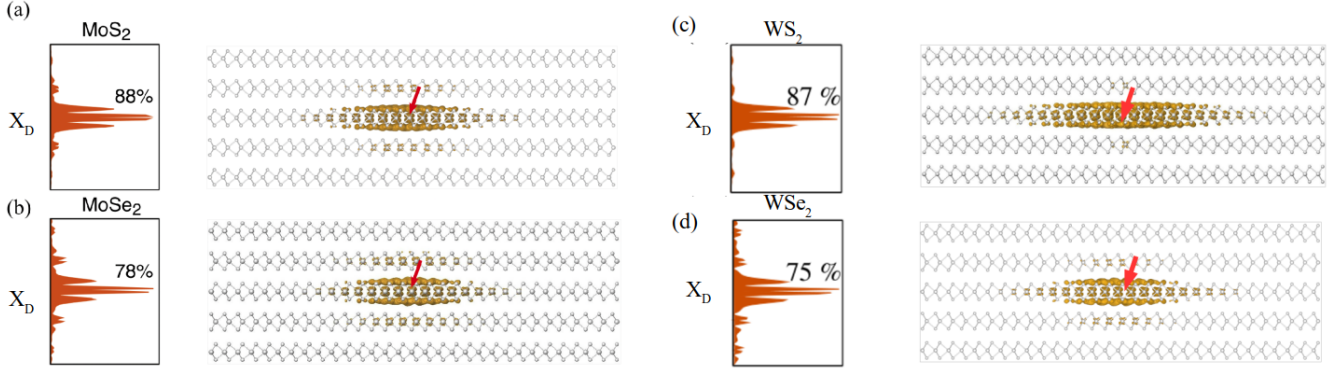 (a)
MoS2
88%
XD
(b)
MoSe2
78%
XD
(c)
WS2
87 %
XD
(d)
WSe2
75 %
XD